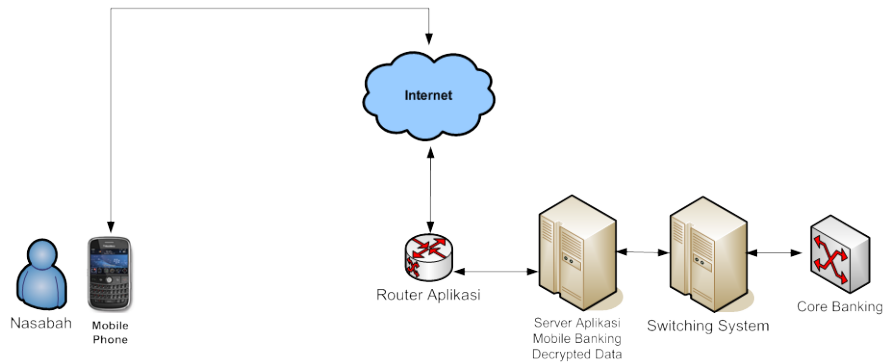 Internet
Router Aplikasi
Nasabah
Mobile
Phone
Server Aplikasi
Mobile Banking
Decrypted Data
Switching System
Core Banking